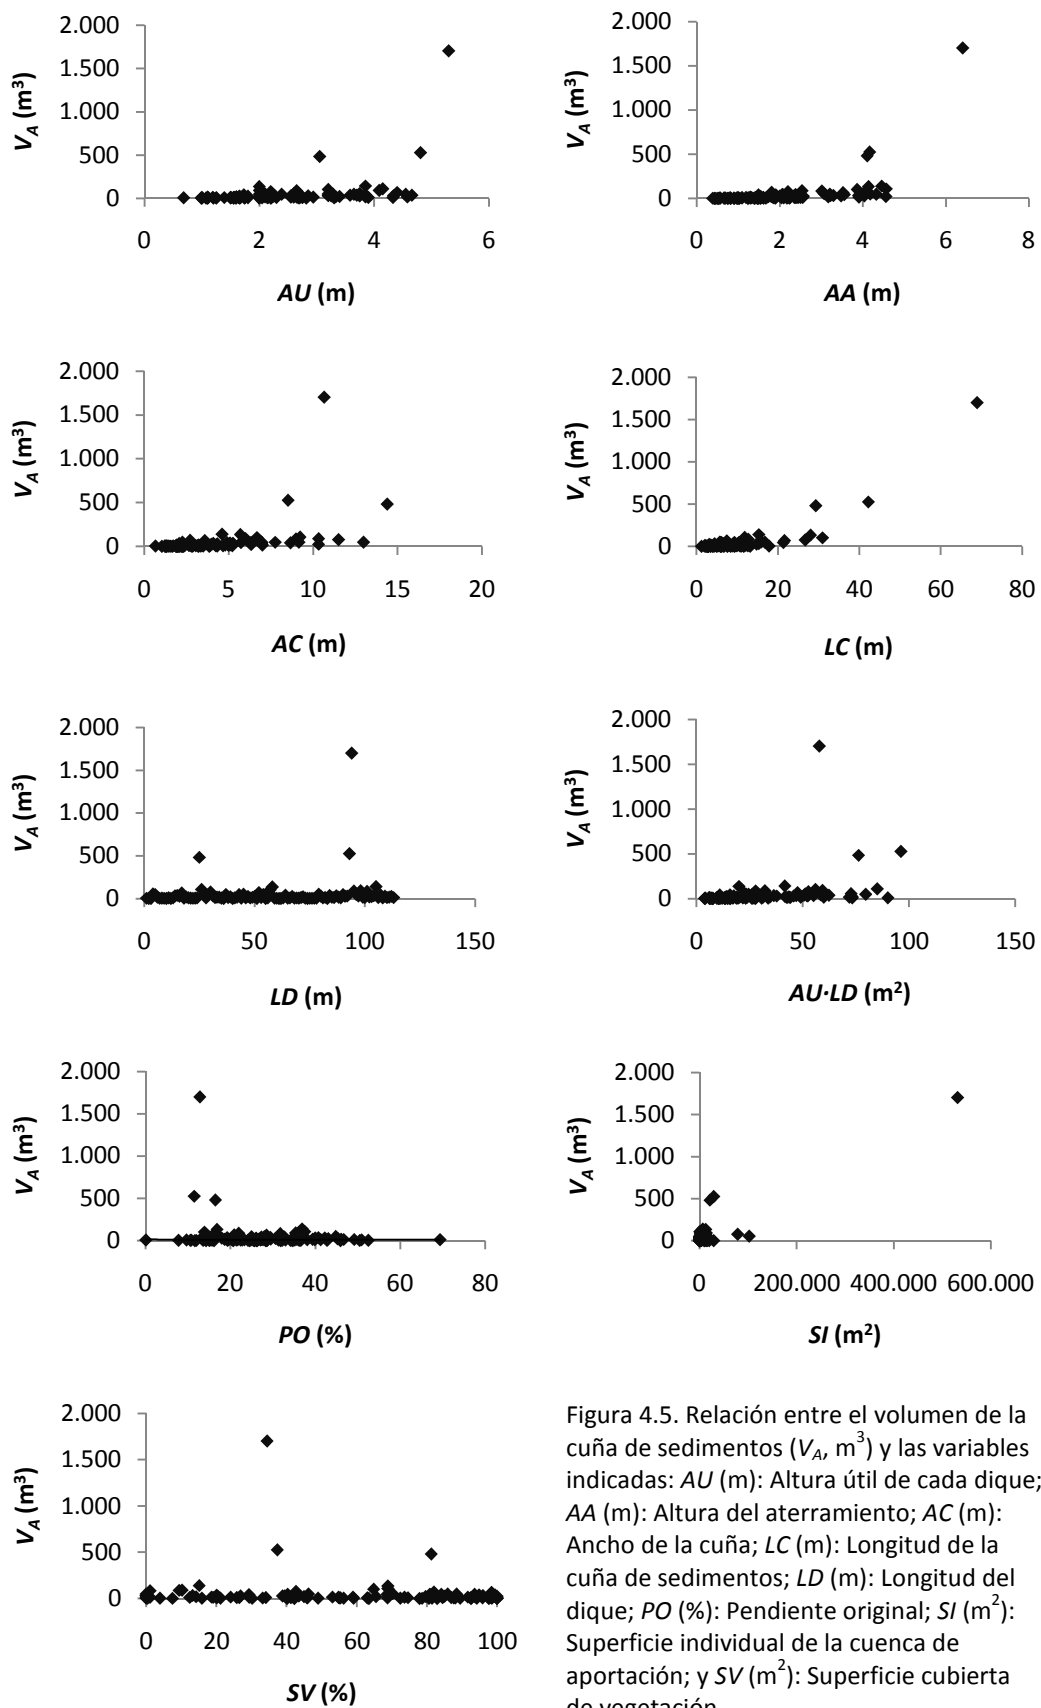 2.000
1.500
1.000
500
0
V_A (m³)
0 2 4 6
AU (m)
2.000
1.500
1.000
500
0
V_A (m³)
0 2 4 6 8
AA (m)
2.000
1.500
1.000
500
0
V_A (m³)
0 5 10 15 20
AC (m)
2.000
1.500
1.000
500
0
V_A (m³)
0 20 40 60 80
LC (m)
2.000
1.500
1.000
500
0
V_A (m³)
0 50 100 150
LD (m)
2.000
1.500
1.000
500
0
V_A (m³)
0 50 100 150
AU·LD (m²)
2.000
1.500
1.000
500
0
V_A (m³)
0 20 40 60 80
PO (%)
2.000
1.500
1.000
500
0
V_A (m³)
0 200.000 400.000 600.000
SI (m²)
2.000
1.500
1.000
500
0
V_A (m³)
0 20 40 60 80 100
SV (%)
Figura 4.5. Relación entre el volumen de la
cuña de sedimentos (V_A, m³) y las variables
indicadas: AU (m): Altura útil de cada dique;
AA (m): Altura del aterramiento; AC (m):
Ancho de la cuña; LC (m): Longitud de la
cuña de sedimentos; LD (m): Longitud del
dique; PO (%): Pendiente original; SI (m²):
Superficie individual de la cuenca de
aportación; y SV (m²): Superficie cubierta
de vegetación